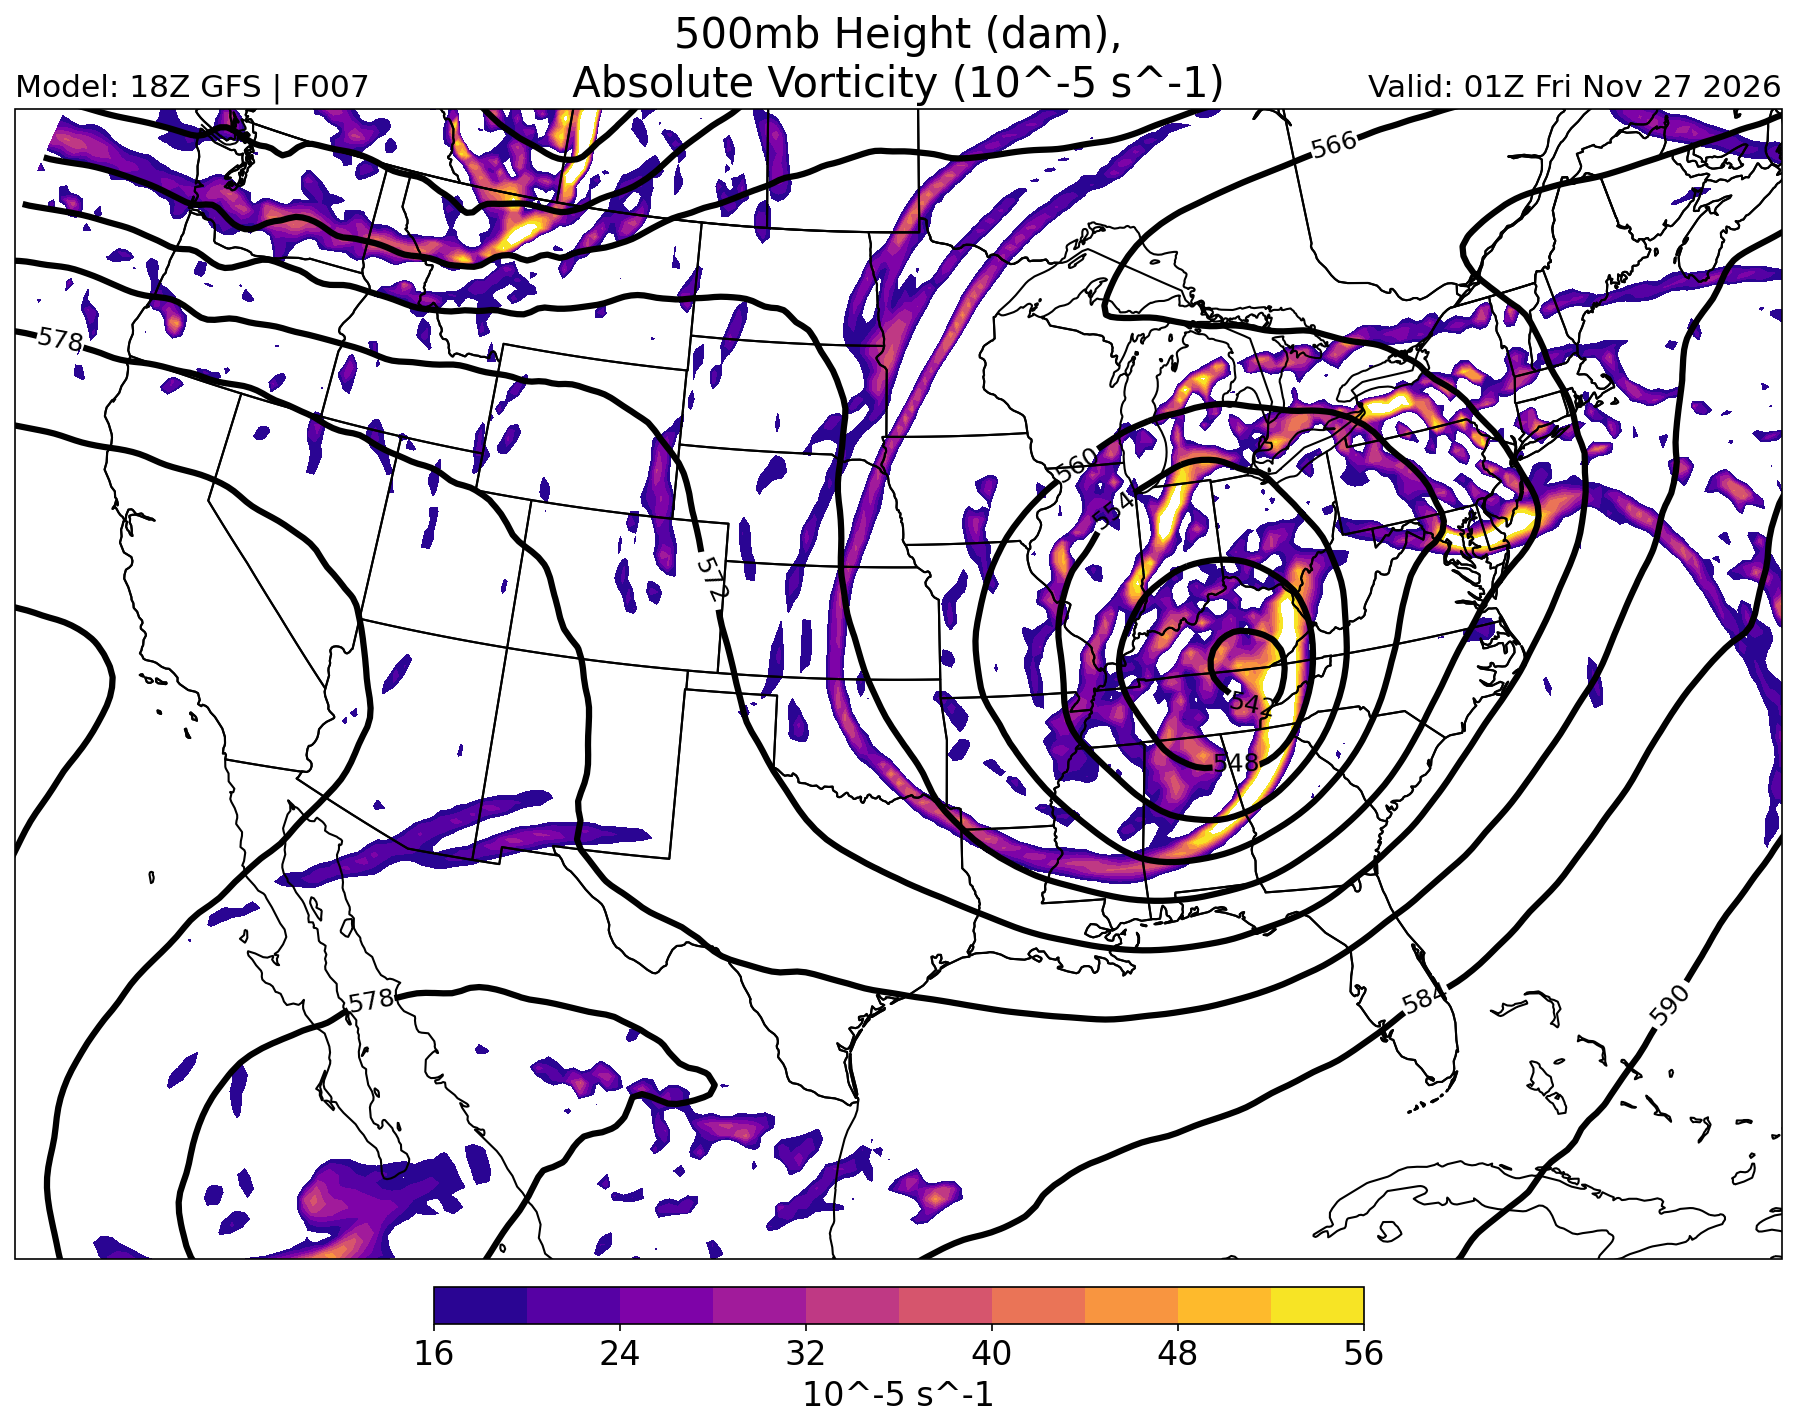 500mb Height (dam),
Absolute Vorticity (10^-5 s^-1)
Model: 18Z GFS | F007
Valid: 01Z Fri Nov 27 2026
566
578
560
554
572
542
548
578
584
590
16 24 32 40 48 56
10^-5 s^-1